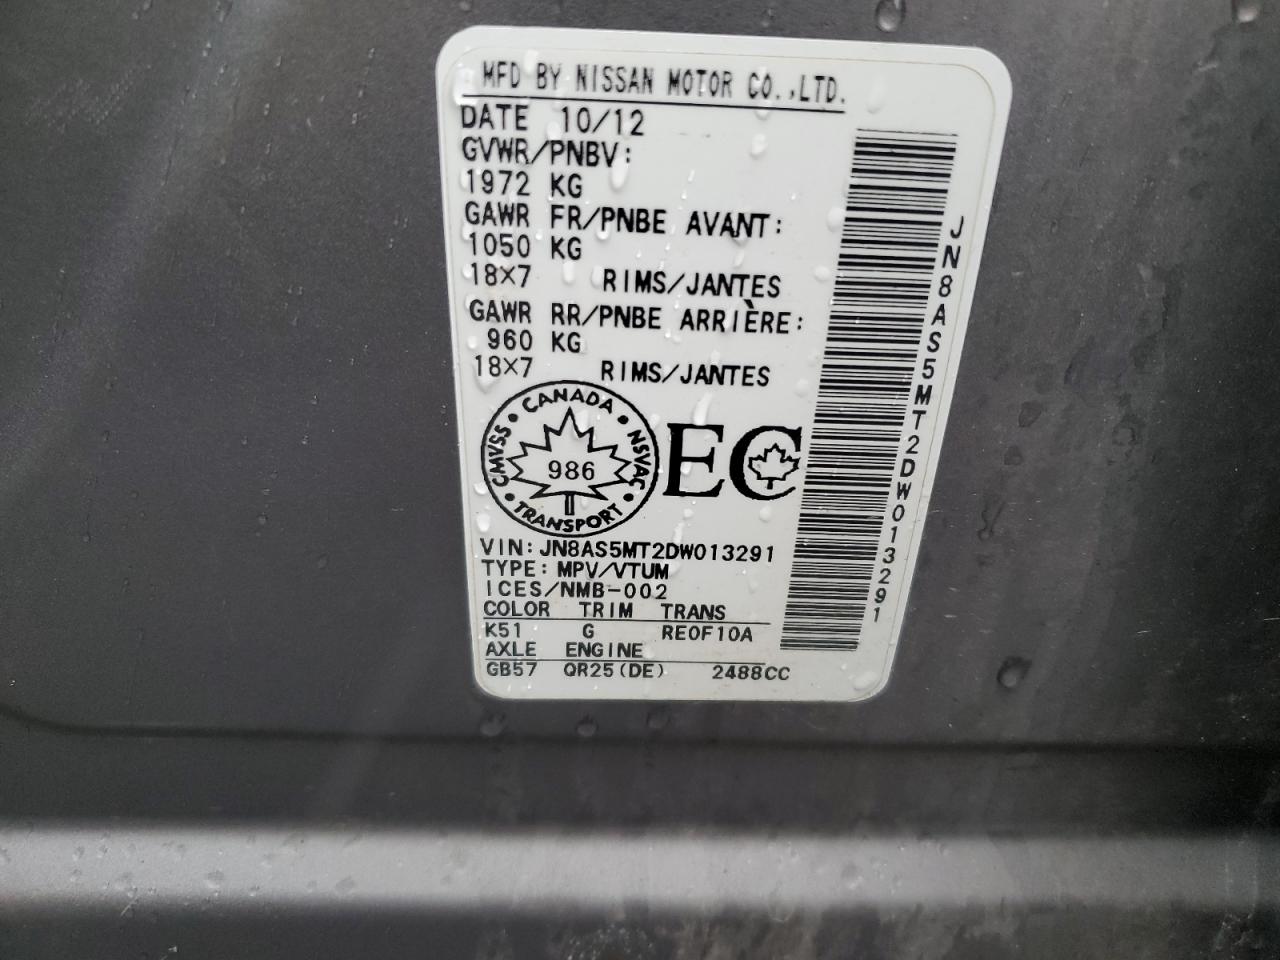 MFD BY NISSAN MOTOR CO.,LTD.
DATE 10/12
GVWR/PNBV:
1972 KG
GAWR FR/PNBE AVANT:
1050 KG
18×7 RIMS/JANTES
GAWR RR/PNBE ARRIÈRE:
960 KG
18×7 RIMS/JANTES
CANADA
CMVSS
NSVAC
986
TRANSPORT
EC
VIN:JN8AS5MT2DW013291
TYPE:MPV/VTUM
ICES/NMB-002
COLOR TRIM TRANS
K51 G RE0F10A
AXLE ENGINE
GB57 QR25(DE) 2488CC
JN8AS5MT2DW013291